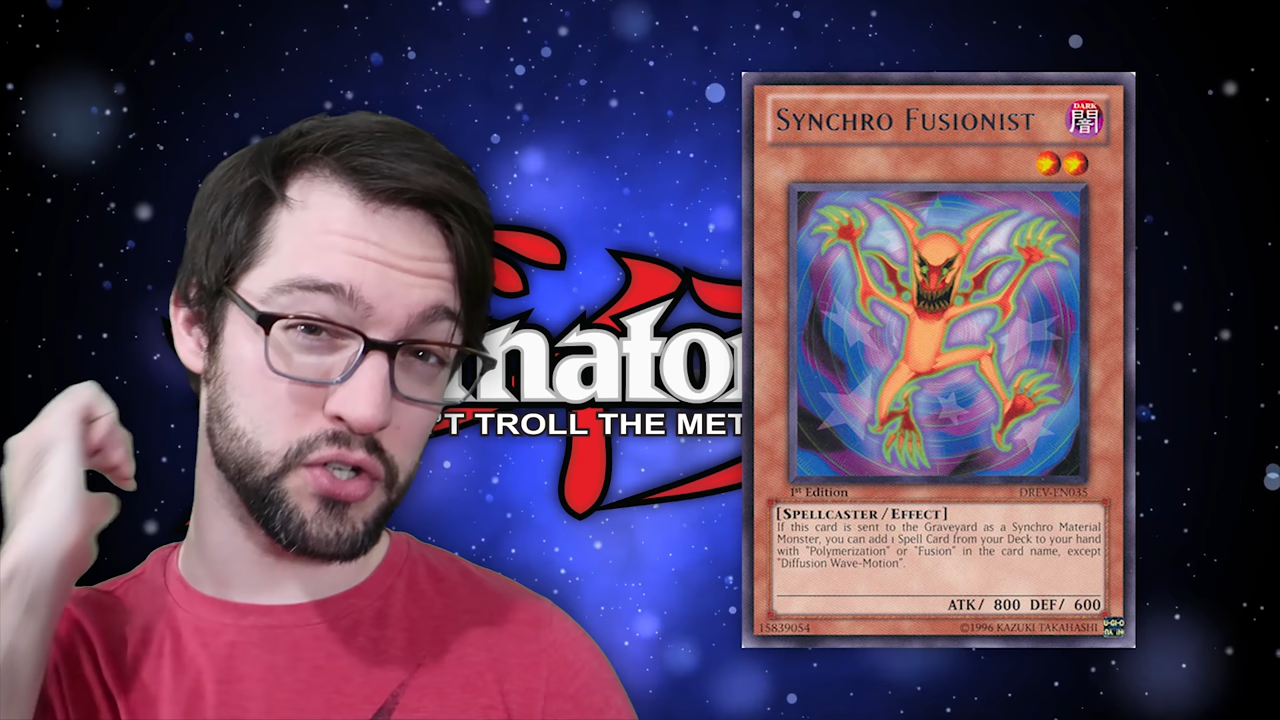 SYNCHRO FUSIONIST
DARK
闇
nato
T TROLL THE MET
1st Edition
DREV-EN035
[SPELLCASTER / EFFECT]
If this card is sent to the Graveyard as a Synchro Material
Monster, you can add 1 Spell Card from your Deck to your hand
with "Polymerization" or "Fusion" in the card name, except
"Diffusion Wave-Motion".
ATK/ 800 DEF/ 600
15839054
©1996 KAZUKI TAKAHASHI